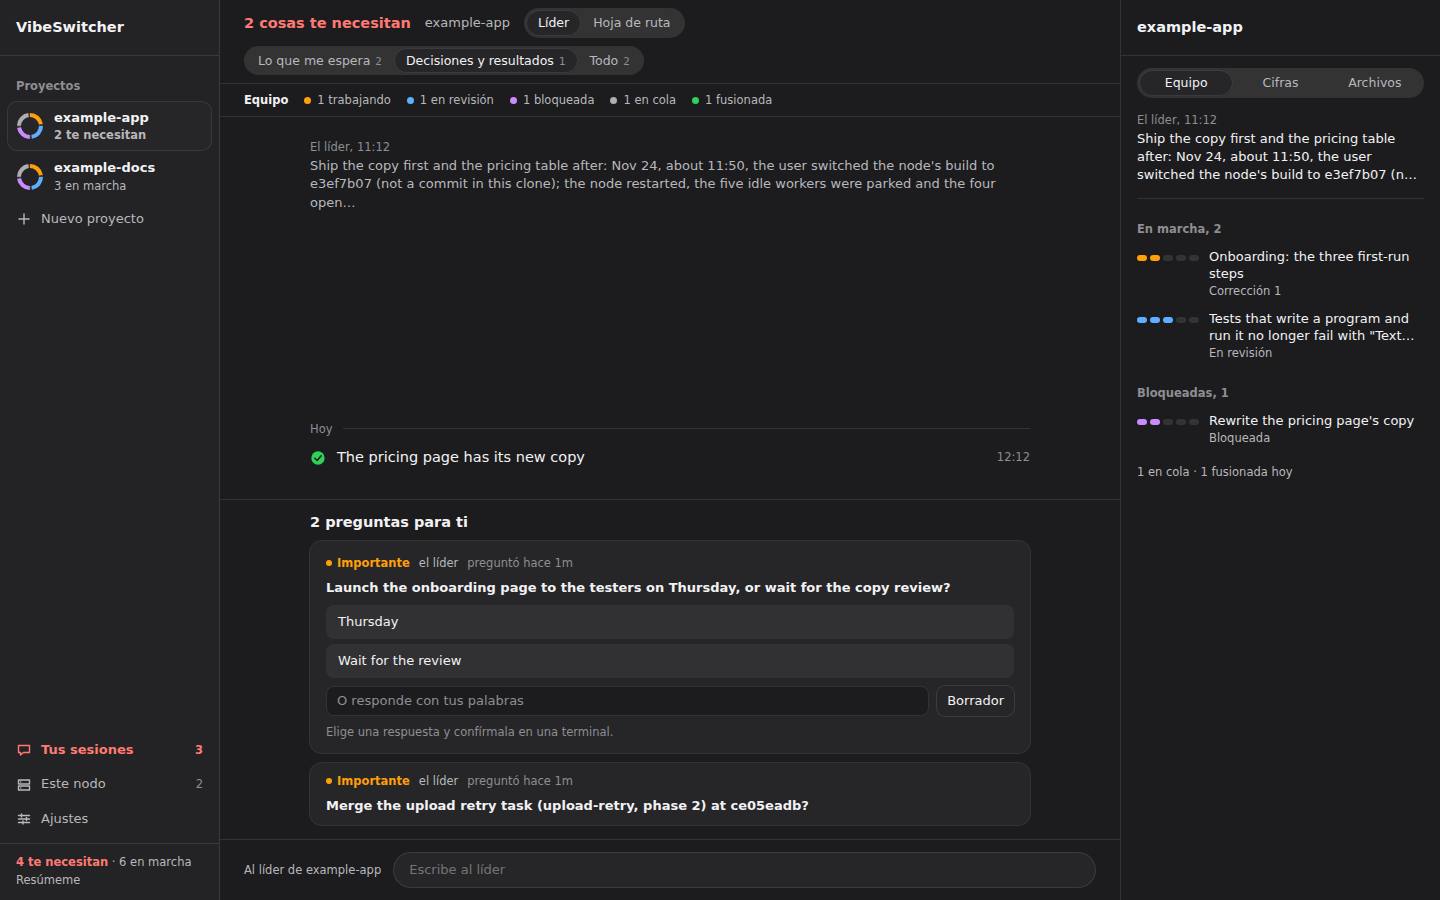 VibeSwitcher
Proyectos
example-app
2 te necesitan
example-docs
3 en marcha
Nuevo proyecto
Tus sesiones 3
Este nodo 2
Ajustes
4 te necesitan · 6 en marcha
Resúmeme
2 cosas te necesitan example-app Líder Hoja de ruta
Lo que me espera 2 Decisiones y resultados 1 Todo 2
Equipo 1 trabajando 1 en revisión 1 bloqueada 1 en cola 1 fusionada
El líder, 11:12
Ship the copy first and the pricing table after: Nov 24, about 11:50, the user switched the node's build to
e3ef7b07 (not a commit in this clone); the node restarted, the five idle workers were parked and the four
open…
Hoy
The pricing page has its new copy 12:12
2 preguntas para ti
Importante el líder preguntó hace 1m
Launch the onboarding page to the testers on Thursday, or wait for the copy review?
Thursday
Wait for the review
O responde con tus palabras Borrador
Elige una respuesta y confírmala en una terminal.
Importante el líder preguntó hace 1m
Merge the upload retry task (upload-retry, phase 2) at ce05eadb?
Al líder de example-app Escribe al líder
example-app
Equipo Cifras Archivos
El líder, 11:12
Ship the copy first and the pricing table
after: Nov 24, about 11:50, the user
switched the node's build to e3ef7b07 (n…
En marcha, 2
Onboarding: the three first-run
steps
Corrección 1
Tests that write a program and
run it no longer fail with "Text…
En revisión
Bloqueadas, 1
Rewrite the pricing page's copy
Bloqueada
1 en cola · 1 fusionada hoy